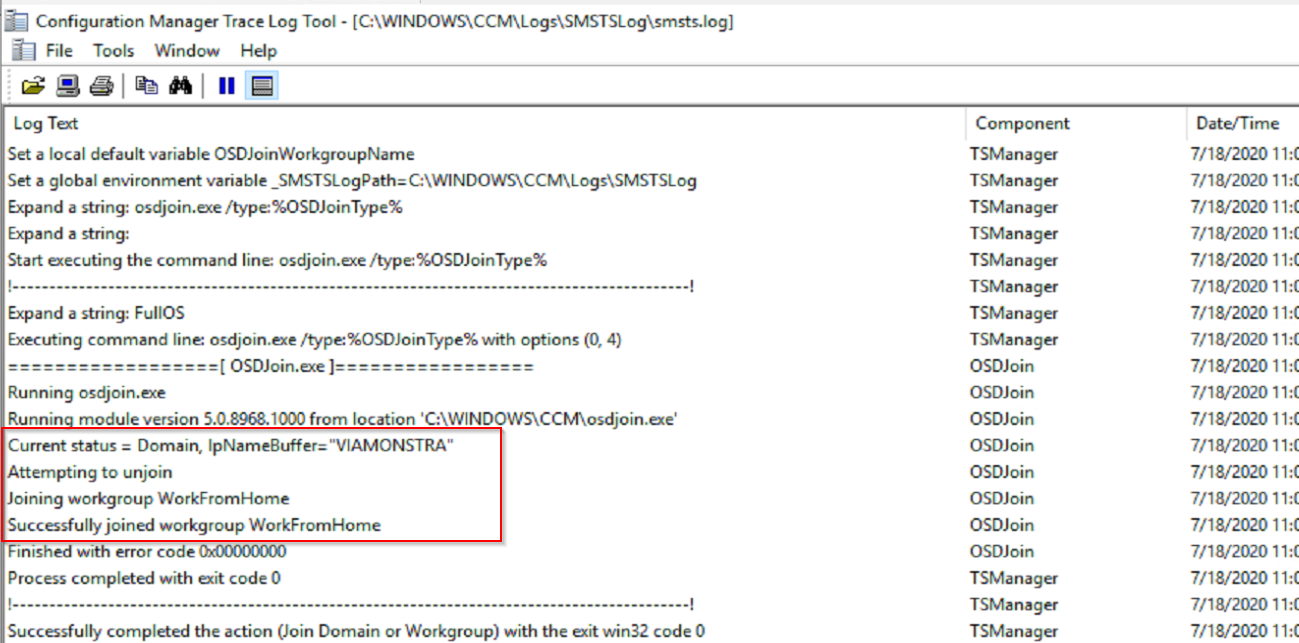 Configuration Manager Trace Log Tool - [C:\WINDOWS\CCM\Logs\SMSTSLog\smsts.log]
File Tools Window Help
Log Text Component Date/Time
Set a local default variable OSDJoinWorkgroupName TSManager 7/18/2020 11:0
Set a global environment variable _SMSTSLogPath=C:\WINDOWS\CCM\Logs\SMSTSLog TSManager 7/18/2020 11:0
Expand a string: osdjoin.exe /type:%OSDJoinType% TSManager 7/18/2020 11:0
Expand a string: TSManager 7/18/2020 11:0
Start executing the command line: osdjoin.exe /type:%OSDJoinType% TSManager 7/18/2020 11:0
!--------------------------------------------------------------------------------------------! TSManager 7/18/2020 11:0
Expand a string: FullOS TSManager 7/18/2020 11:0
Executing command line: osdjoin.exe /type:%OSDJoinType% with options (0, 4) TSManager 7/18/2020 11:0
==================[ OSDJoin.exe ]================= OSDJoin 7/18/2020 11:0
Running osdjoin.exe OSDJoin 7/18/2020 11:0
Running module version 5.0.8968.1000 from location 'C:\WINDOWS\CCM\osdjoin.exe' OSDJoin 7/18/2020 11:0
Current status = Domain, lpNameBuffer="VIAMONSTRA" OSDJoin 7/18/2020 11:0
Attempting to unjoin OSDJoin 7/18/2020 11:0
Joining workgroup WorkFromHome OSDJoin 7/18/2020 11:0
Successfully joined workgroup WorkFromHome OSDJoin 7/18/2020 11:0
Finished with error code 0x00000000 OSDJoin 7/18/2020 11:0
Process completed with exit code 0 TSManager 7/18/2020 11:0
!--------------------------------------------------------------------------------------------! TSManager 7/18/2020 11:0
Successfully completed the action (Join Domain or Workgroup) with the exit win32 code 0 TSManager 7/18/2020 11:0